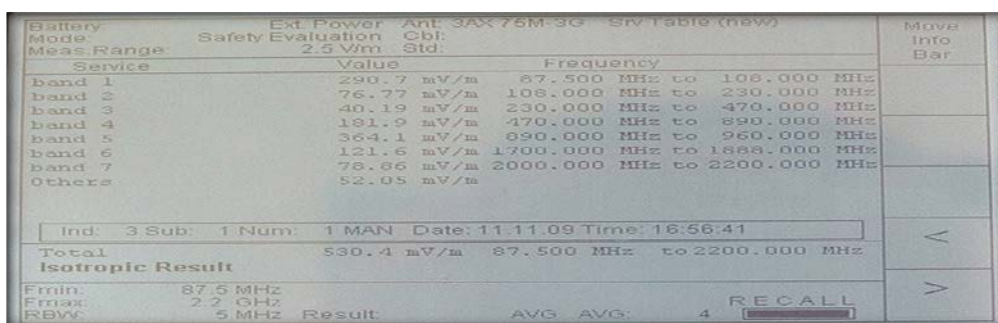 Battery: Ext. Power Ant: 3AX 75M-3G Srv Table (new)
Mode: Safety Evaluation Cbl:
Meas.Range: 2.5 V/m Std:
Move Info Bar
Service Value Frequency
band 1 290.7 mV/m 87.500 MHz to 108.000 MHz
band 2 76.77 mV/m 108.000 MHz to 230.000 MHz
band 3 40.19 mV/m 230.000 MHz to 470.000 MHz
band 4 181.9 mV/m 470.000 MHz to 890.000 MHz
band 5 364.1 mV/m 890.000 MHz to 960.000 MHz
band 6 121.6 mV/m 1700.000 MHz to 1888.000 MHz
band 7 78.86 mV/m 2000.000 MHz to 2200.000 MHz
Others 52.05 mV/m
Ind: 3 Sub: 1 Num: 1 MAN Date: 11.11.09 Time: 16:56:41
<
Total 530.4 mV/m 87.500 MHz to 2200.000 MHz
Isotropic Result
>
Fmin: 87.5 MHz
Fmax: 2.2 GHz RECALL
RBW: 5 MHz Result: AVG AVG: 4